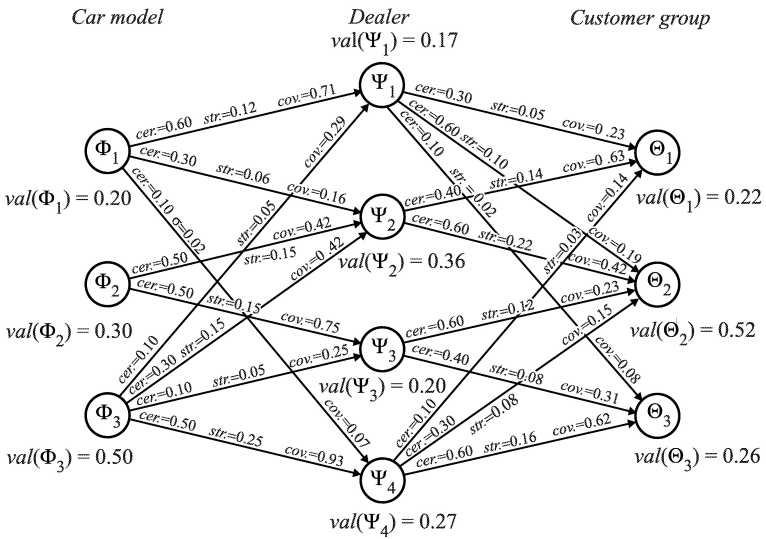 Car model
Dealer
Customer group
val(Ψ1) = 0.17
Ψ1
cer.=0.60 str.=0.12 cov.=0.71
cer.=0.30 str.=0.05 cov.=0 .23
cer.=0.60 str.=0.10 cov.=0.19
cer.=0.10 str.=0.02 cov.=0.08
Φ1
val(Φ1) = 0.20
cer.=0.30 str.=0.06 cov.=0.16
cer.=0.10 σ=0.02 cov.=0.07
Θ1
val(Θ1) = 0.22
Ψ2
val(Ψ2) = 0.36
cer.=0.40 str.=0.14 cov.=0 .63
cer.=0.60 str.=0.22 cov.=0.42
Φ2
val(Φ2) = 0.30
cer.=0.50 str.=0.15 cov.=0.42
cer.=0.50 str.=0.15 cov.=0.75
Θ2
val(Θ2) = 0.52
Ψ3
val(Ψ3) = 0.20
cer.=0.60 str.=0.12 cov.=0.23
cer.=0.40 str.=0.08 cov.=0.31
Φ3
val(Φ3) = 0.50
cer.=0.10 str.=0.05 cov.=0.29
cer.=0.30 str.=0.15 cov.=0 .42
cer.=0.10 str.=0.05 cov.=0.25
cer.=0.50 str.=0.25 cov.=0.93
Θ3
val(Θ3) = 0.26
Ψ4
val(Ψ4) = 0.27
cer.=0.10 str.=0.03 cov.=0.14
cer.=0.30 str.=0.08 cov.=0.15
cer.=0.60 str.=0.16 cov.=0.62